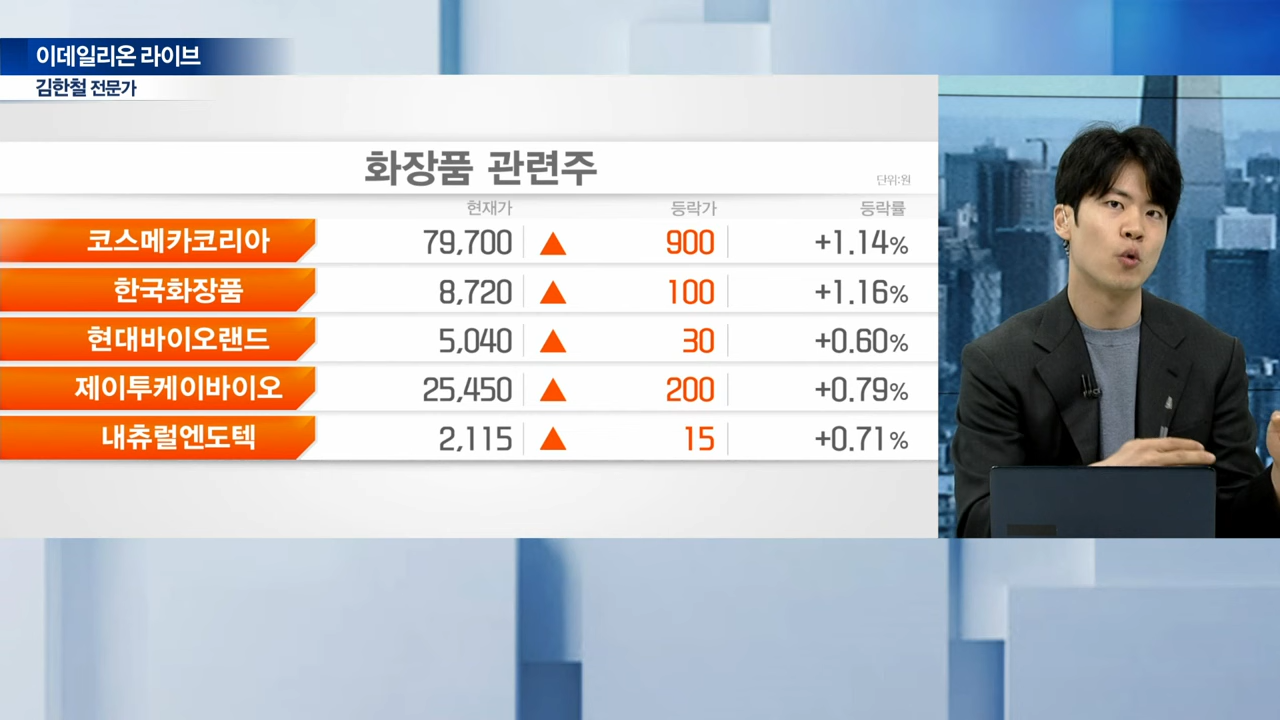 이데일리온 라이브
김한철 전문가
화장품 관련주
단위:원
현재가 등락가 등락률
코스메카코리아 79,700 ▲ 900 +1.14%
한국화장품 8,720 ▲ 100 +1.16%
현대바이오랜드 5,040 ▲ 30 +0.60%
제이투케이바이오 25,450 ▲ 200 +0.79%
내츄럴엔도텍 2,115 ▲ 15 +0.71%